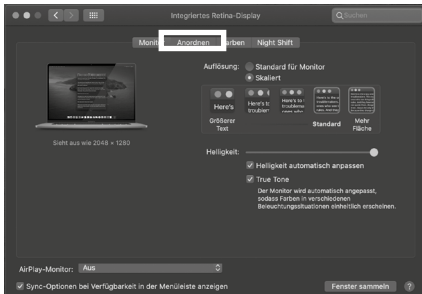 Integriertes Retina-Display
Suchen
Monit Anordnen arben Night Shift
Auflösung: Standard für Monitor
Skaliert
Here's
Größerer Text
Standard
Mehr Fläche
Sieht aus wie 2048 × 1280
Helligkeit:
Helligkeit automatisch anpassen
True Tone
Der Monitor wird automatisch angepasst,
sodass Farben in verschiedenen
Beleuchtungssituationen einheitlich erscheinen.
AirPlay-Monitor: Aus
Sync-Optionen bei Verfügbarkeit in der Menüleiste anzeigen
Fenster sammeln ?